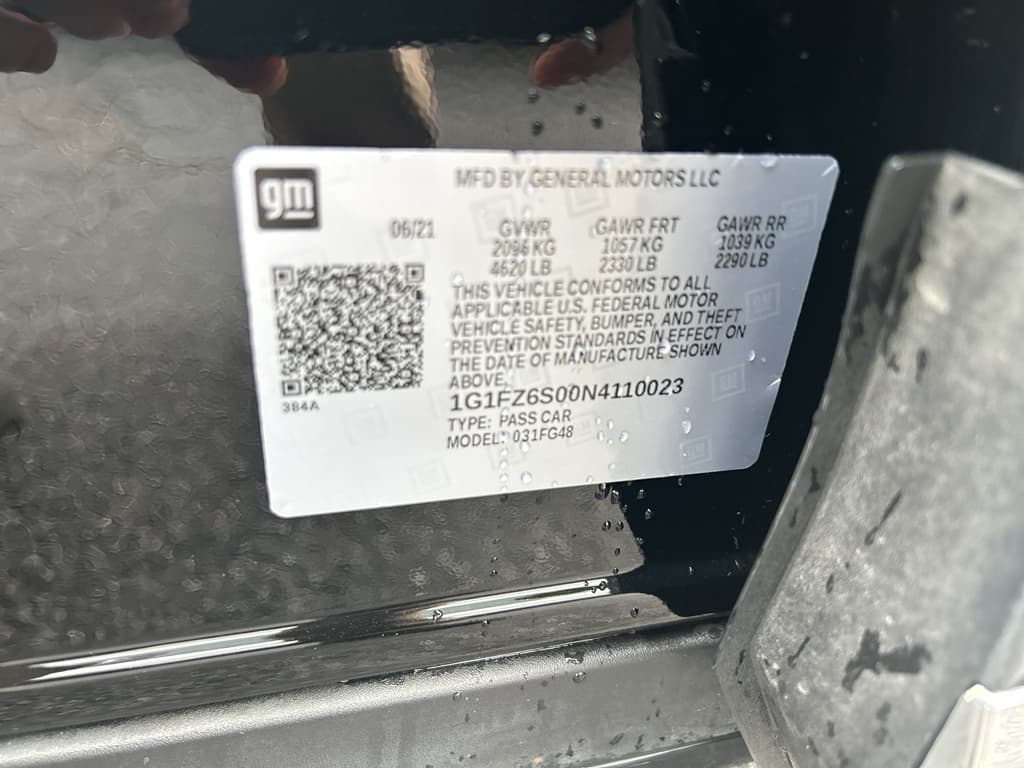 gm
MFD BY GENERAL MOTORS LLC
06/21 GVWR GAWR FRT GAWR RR
2096 KG 1057 KG 1039 KG
4620 LB 2330 LB 2290 LB
THIS VEHICLE CONFORMS TO ALL
APPLICABLE U.S. FEDERAL MOTOR
VEHICLE SAFETY, BUMPER, AND THEFT
PREVENTION STANDARDS IN EFFECT ON
THE DATE OF MANUFACTURE SHOWN
ABOVE.
384A
1G1FZ6S00N4110023
TYPE: PASS CAR
MODEL: 031FG48